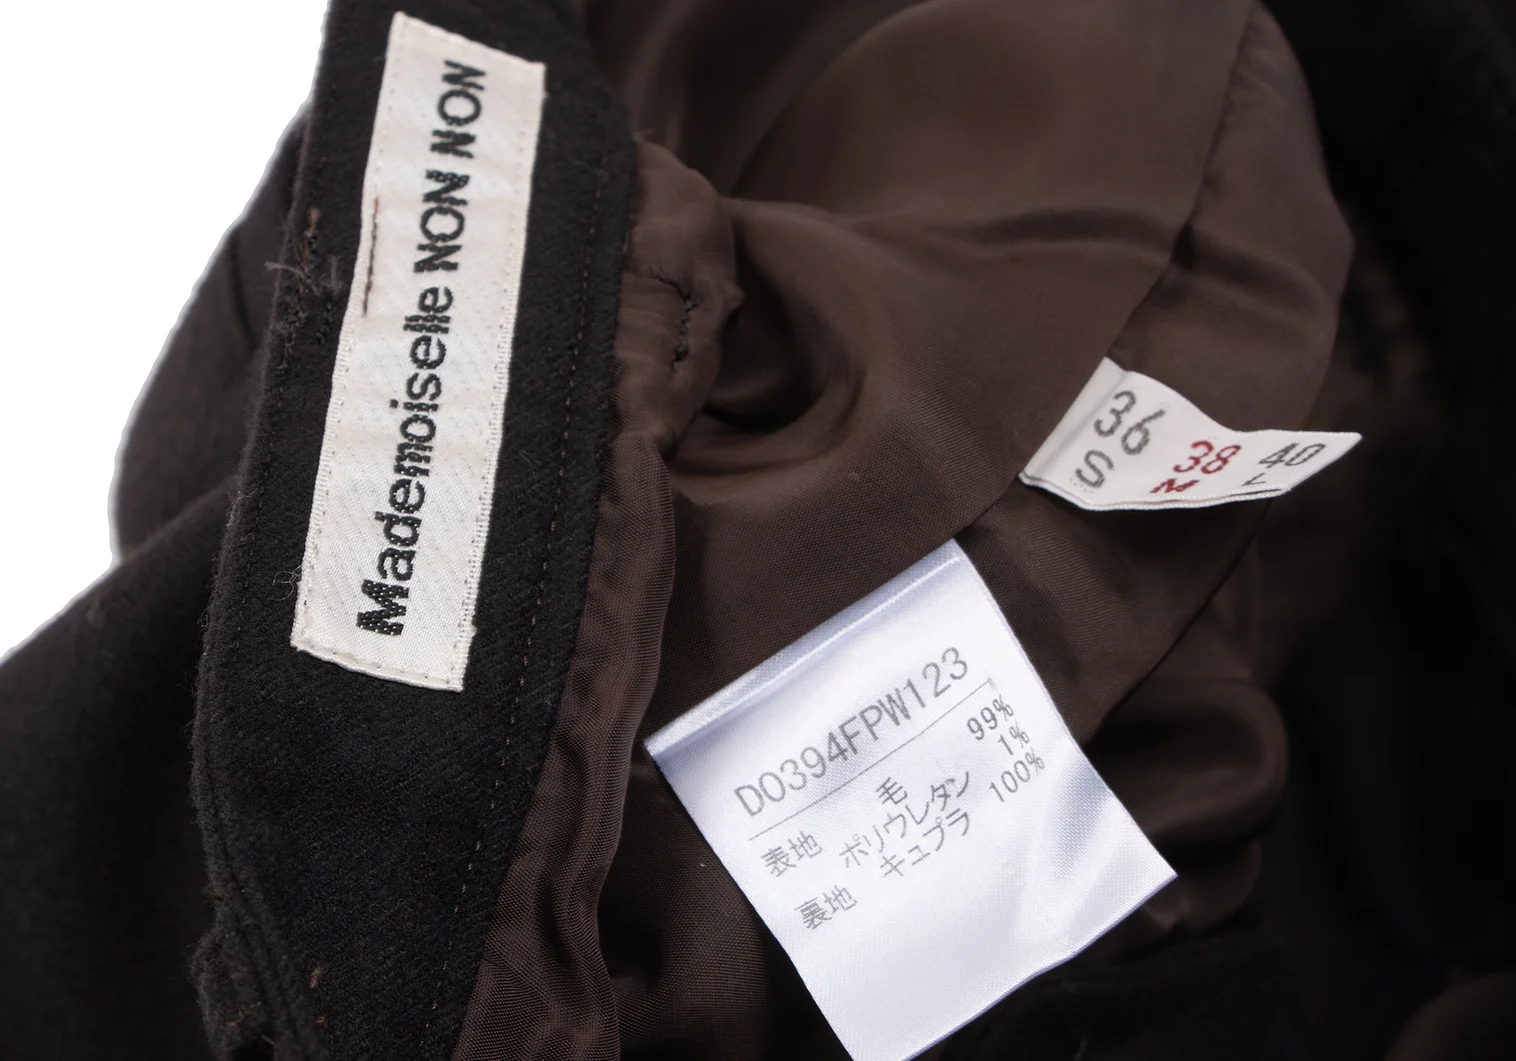 Mademoiselle NON NON
36 38 40
S M L
DO394FPW123
表地 毛 99%
ポリウレタン 1%
裏地 キュプラ 100%